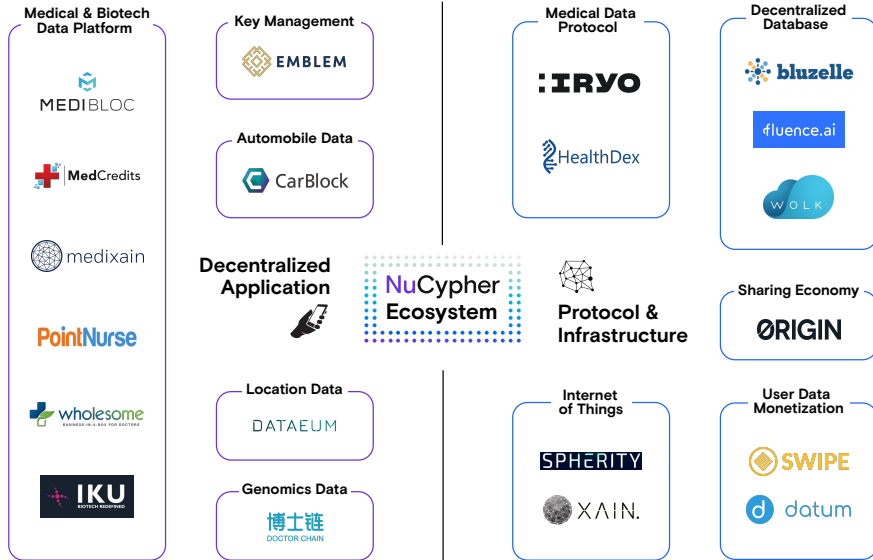 Medical & Biotech
Data Platform
MEDIBLOC
MedCredits
medixain
PointNurse
wholesome
BUSINESS-IN-A-BOX FOR DOCTORS
IKU
BIOTECH REDEFINED
Key Management
EMBLEM
Automobile Data
CarBlock
Decentralized
Application
Location Data
DATAEUM
Genomics Data
博士链
DOCTOR CHAIN
NuCypher
Ecosystem
Medical Data
Protocol
:IRYO
HealthDex
Protocol &
Infrastructure
Internet
of Things
SPHERITY
XAIN.
Decentralized
Database
bluzelle
fluence.ai
WOLK
Sharing Economy
ORIGIN
User Data
Monetization
SWIPE
d datum